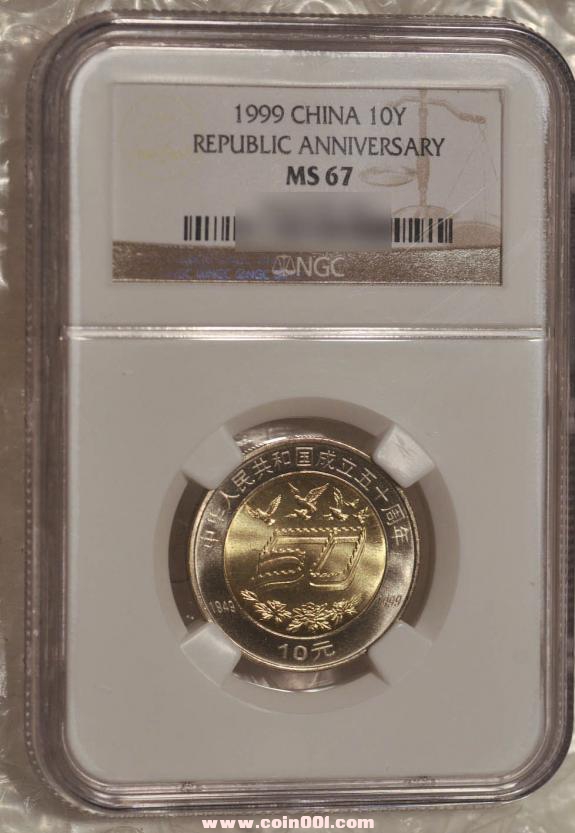 1999 CHINA 10Y
REPUBLIC ANNIVERSARY
MS 67
NGC
中华人民共和国成立五十周年
50
1949 1999
10元
www.coin001.com